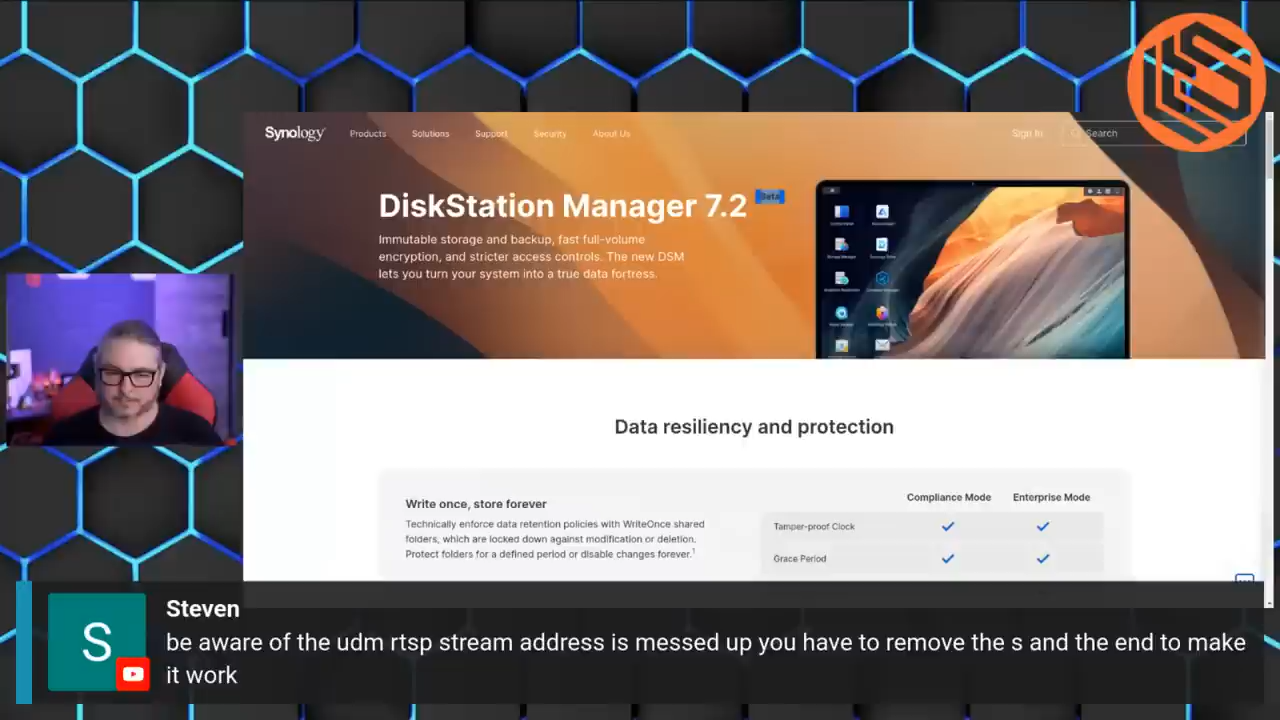 Synology
Products
Solutions
Support
Security
About Us
Sign In
Search
DiskStation Manager 7.2
Beta
Immutable storage and backup, fast full-volume
encryption, and stricter access controls. The new DSM
lets you turn your system into a true data fortress.
Data resiliency and protection
Compliance Mode
Enterprise Mode
Write once, store forever
Technically enforce data retention policies with WriteOnce shared
folders, which are locked down against modification or deletion.
Protect folders for a defined period or disable changes forever.¹
Tamper-proof Clock
Grace Period
S
Steven
be aware of the udm rtsp stream address is messed up you have to remove the s and the end to make
it work